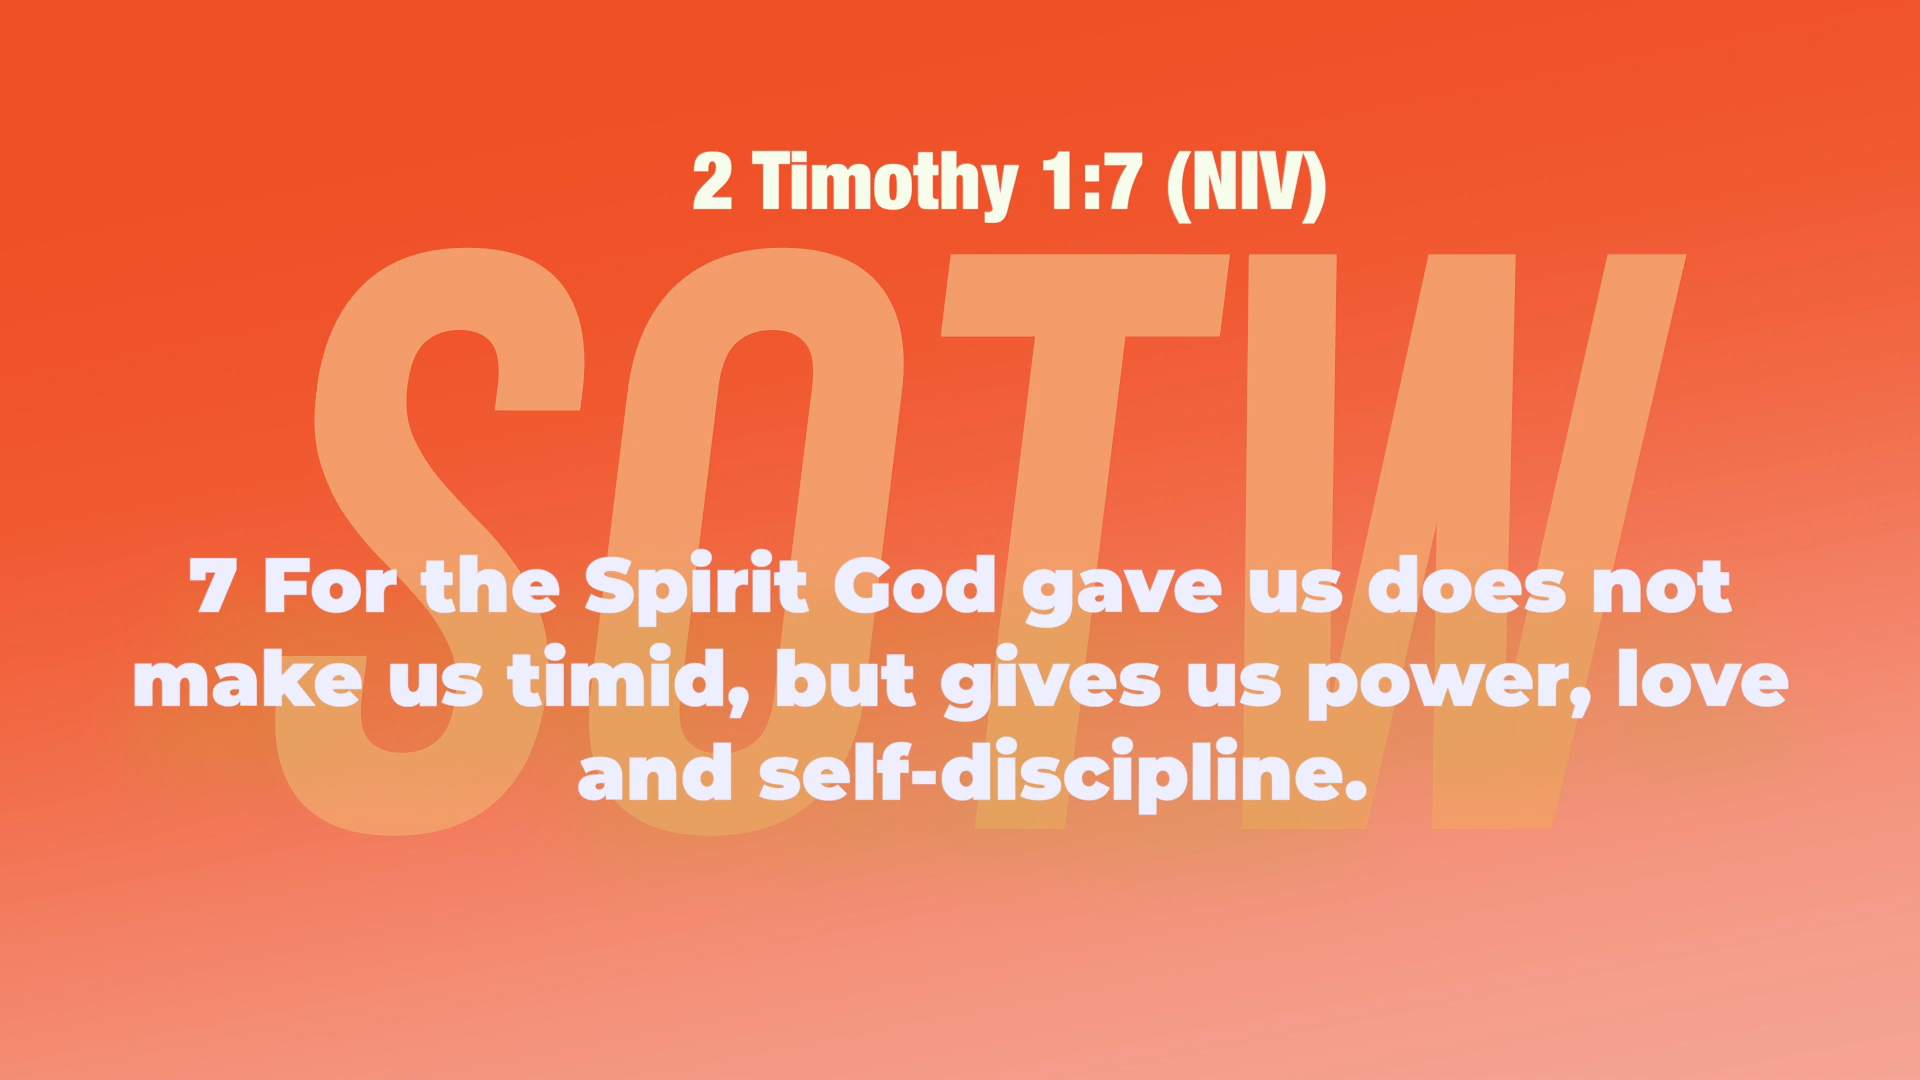 2 Timothy 1:7 (NIV)
SOTW
7 For the Spirit God gave us does not
make us timid, but gives us power, love
and self-discipline.